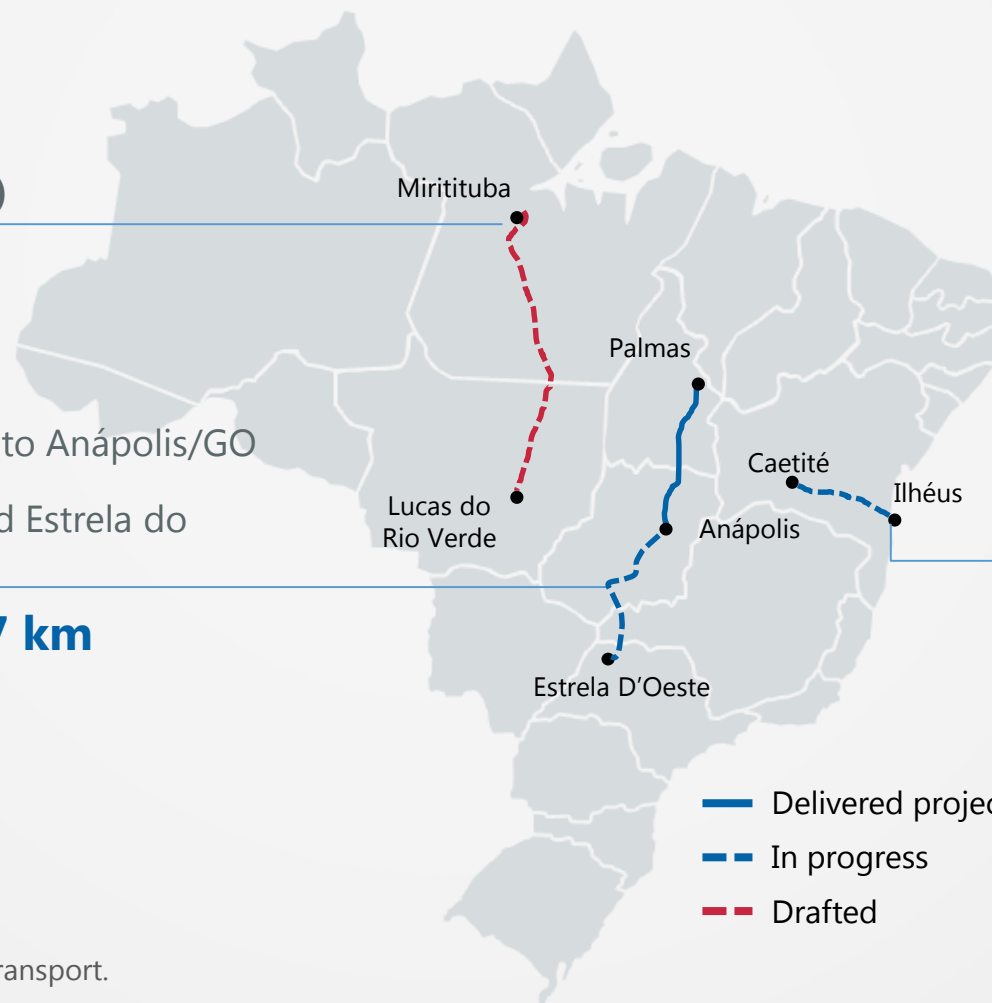 )
Miritituba
Palmas
to Anápolis/GO
Caetité
Ilhéus
Lucas do
Rio Verde
Anápolis
d Estrela do
7 km
Estrela D’Oeste
Delivered projec
In progress
Drafted
ransport.